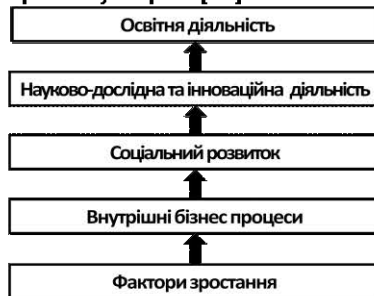 Освітня діяльність
Науково-дослідна та інноваційна діяльність
Соціальний розвиток
Внутрішні бізнес процеси
Фактори зростання